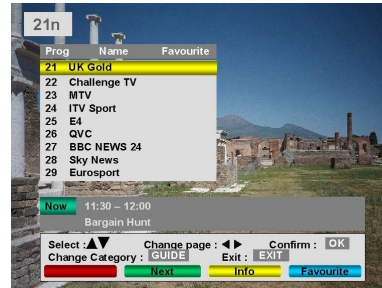 21n
Prog Name Favourite
21 UK Gold
22 Challenge TV
23 MTV
24 ITV Sport
25 E4
26 QVC
27 BBC NEWS 24
28 Sky News
29 Eurosport
Now 11:30 – 12:00
Bargain Hunt
Select :▲▼ Change page : ◀ ▶ Confirm : OK
Change Category : GUIDE Exit : EXIT
Next Info Favourite